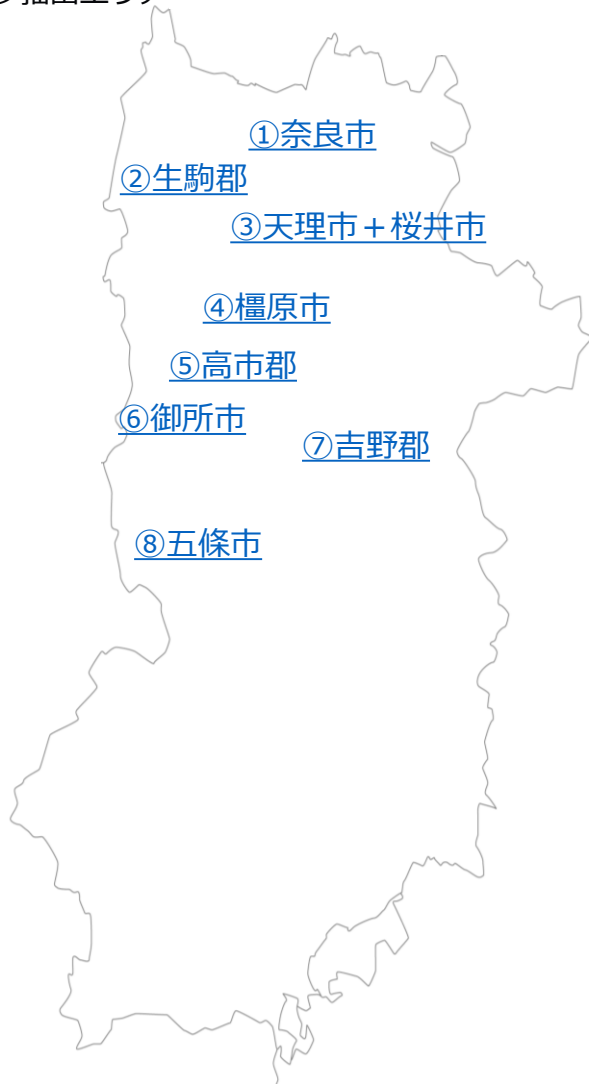 ①奈良市
②生駒郡
③天理市＋桜井市
④橿原市
⑤高市郡
⑥御所市
⑦吉野郡
⑧五條市